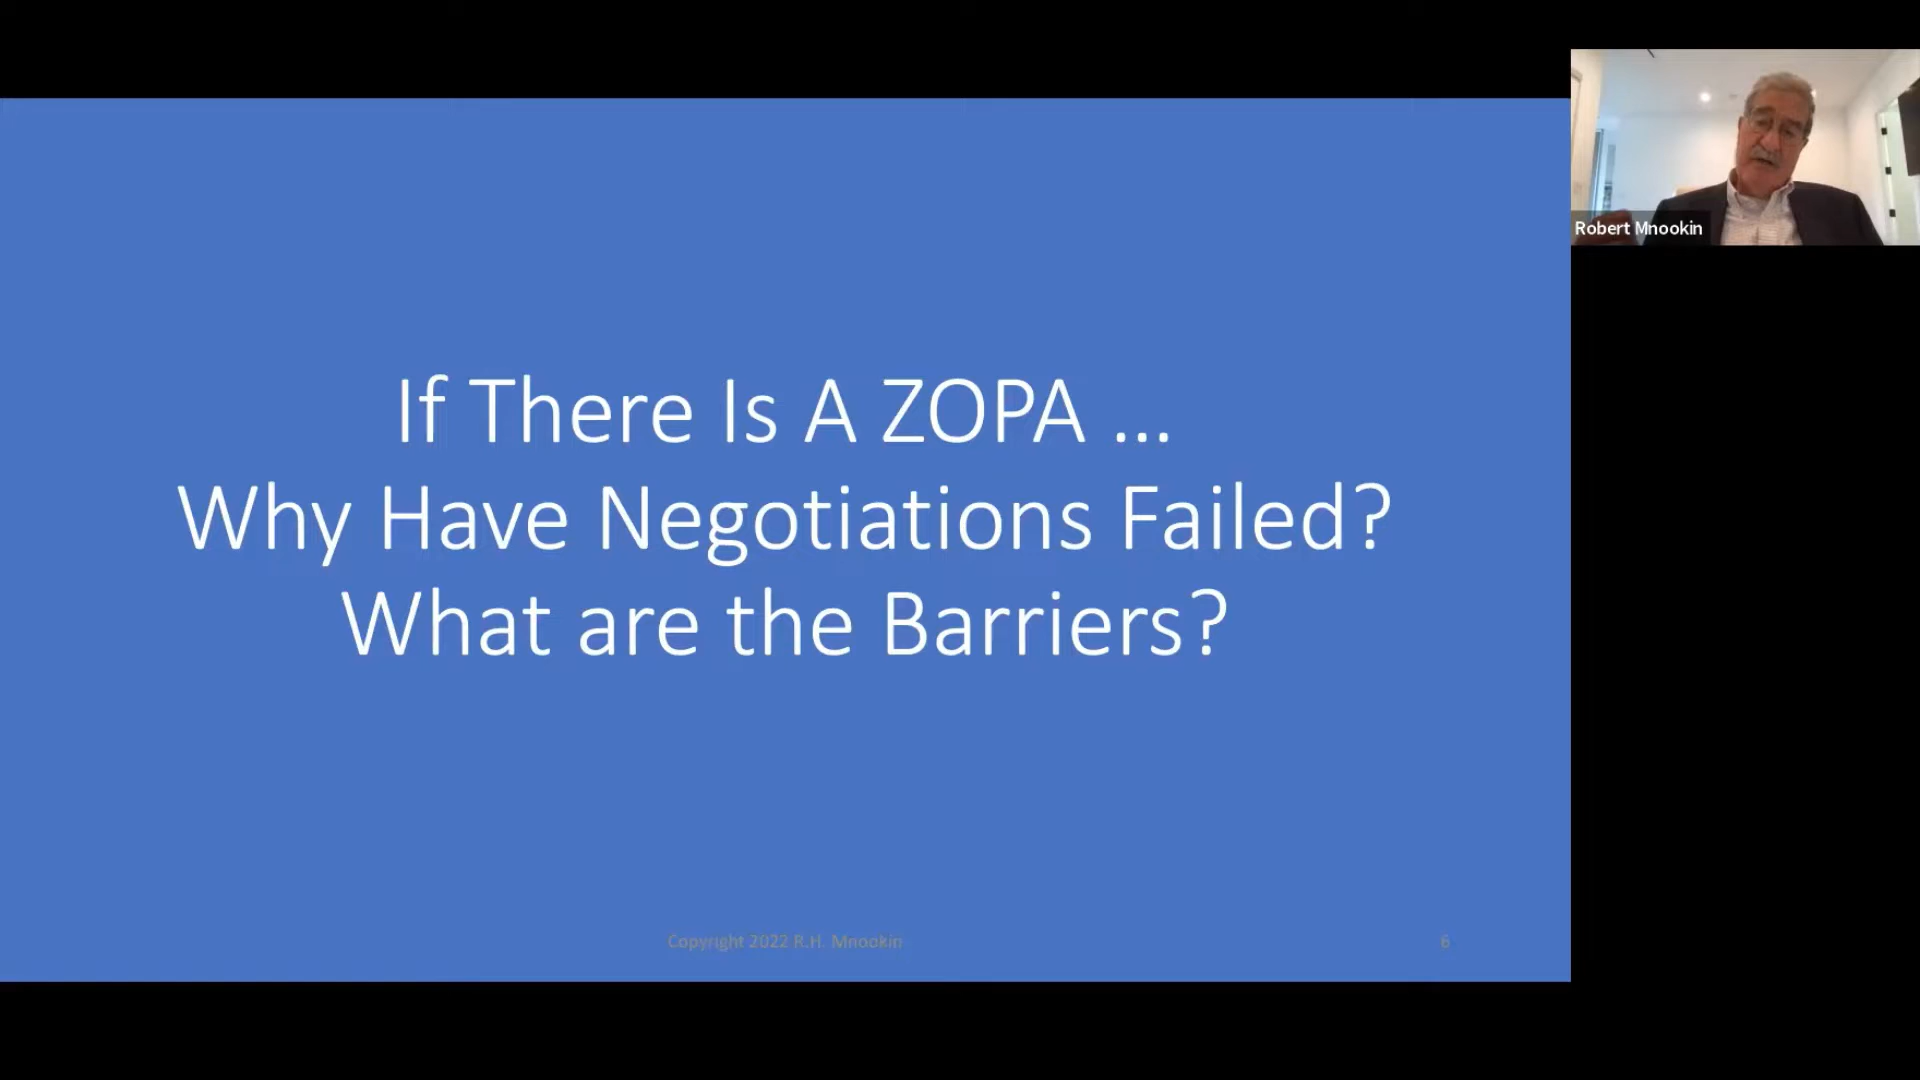 If There Is A ZOPA ...
Why Have Negotiations Failed?
What are the Barriers?
Copyright 2022 R.H. Mnookin
6
Robert Mnookin